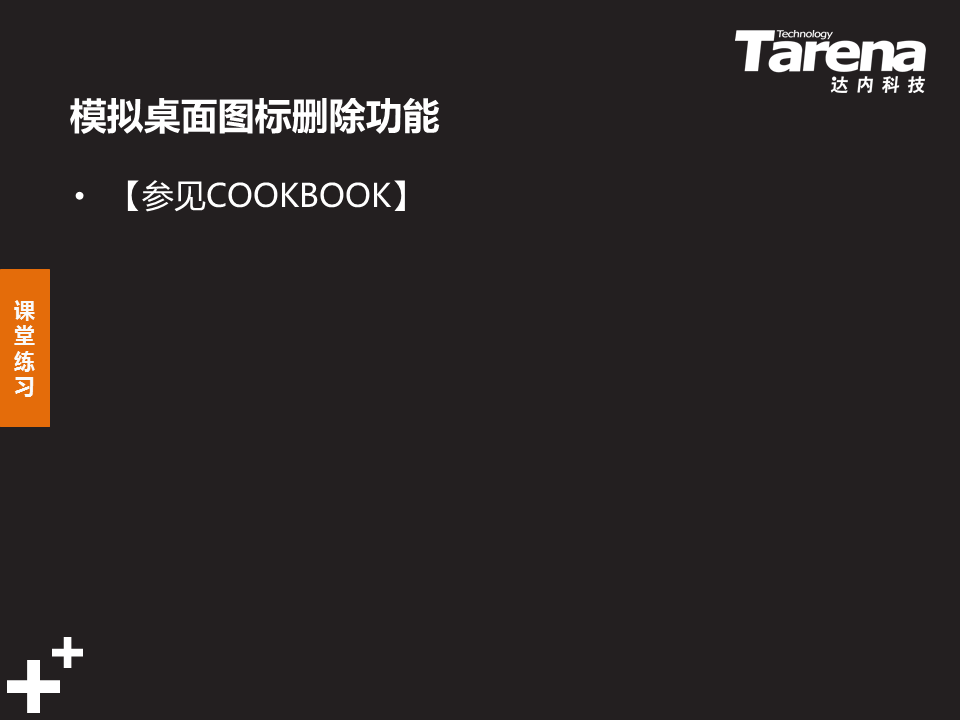 Technology
Tarena
达内科技
模拟桌面图标删除功能
• 【参见COOKBOOK】
课
堂
练
习